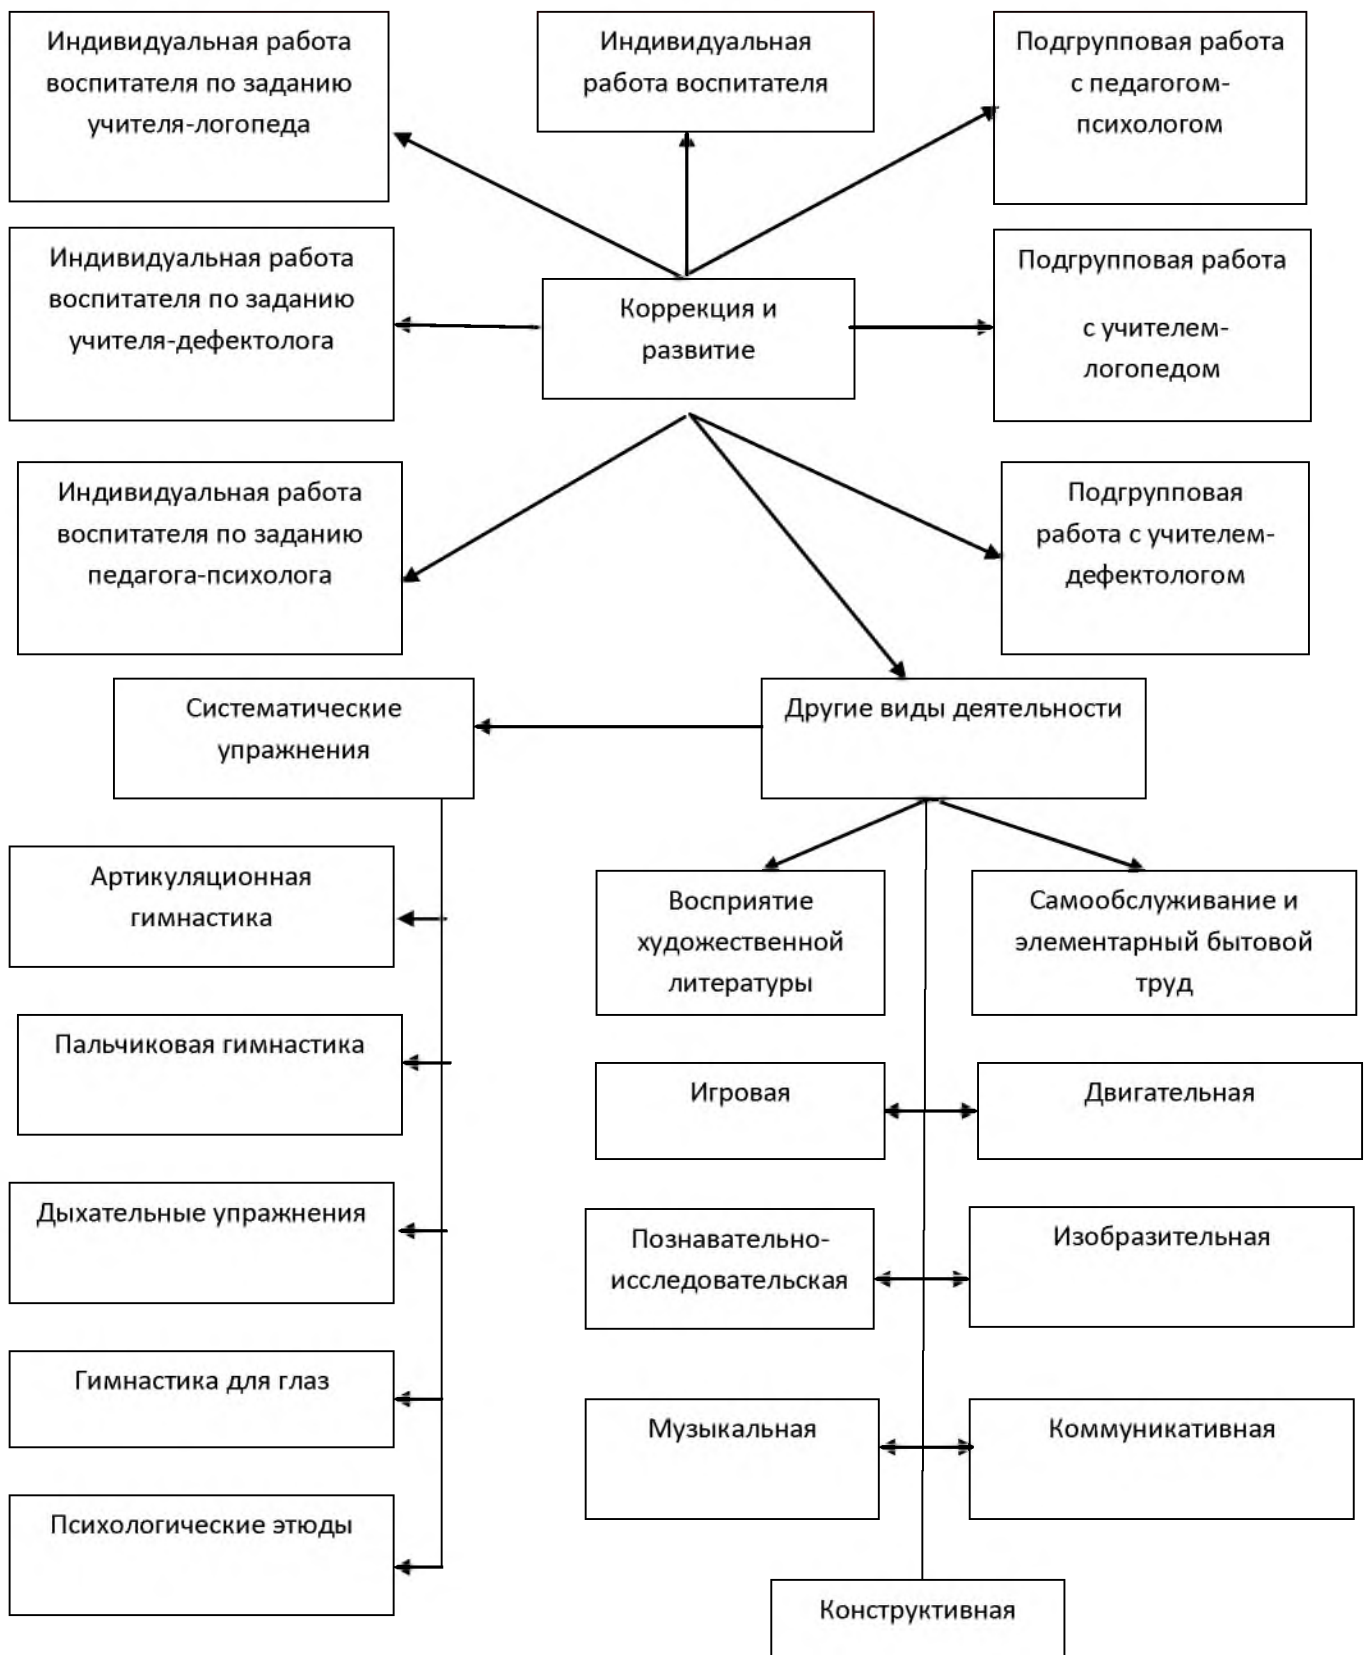 Индивидуальная работа
воспитателя по заданию
учителя-логопеда
Индивидуальная
работа воспитателя
Подгрупповая работа
с педагогом-
психологом
Индивидуальная работа
воспитателя по заданию
учителя-дефектолога
Коррекция и
развитие
Подгрупповая работа
с учителем-
логопедом
Индивидуальная работа
воспитателя по заданию
педагога-психолога
Подгрупповая
работа с учителем-
дефектологом
Систематические
упражнения
Другие виды деятельности
Артикуляционная
гимнастика
Восприятие
художественной
литературы
Самообслуживание и
элементарный бытовой
труд
Пальчиковая гимнастика
Игровая
Двигательная
Дыхательные упражнения
Познавательно-
исследовательская
Изобразительная
Гимнастика для глаз
Музыкальная
Коммуникативная
Психологические этюды
Конструктивная